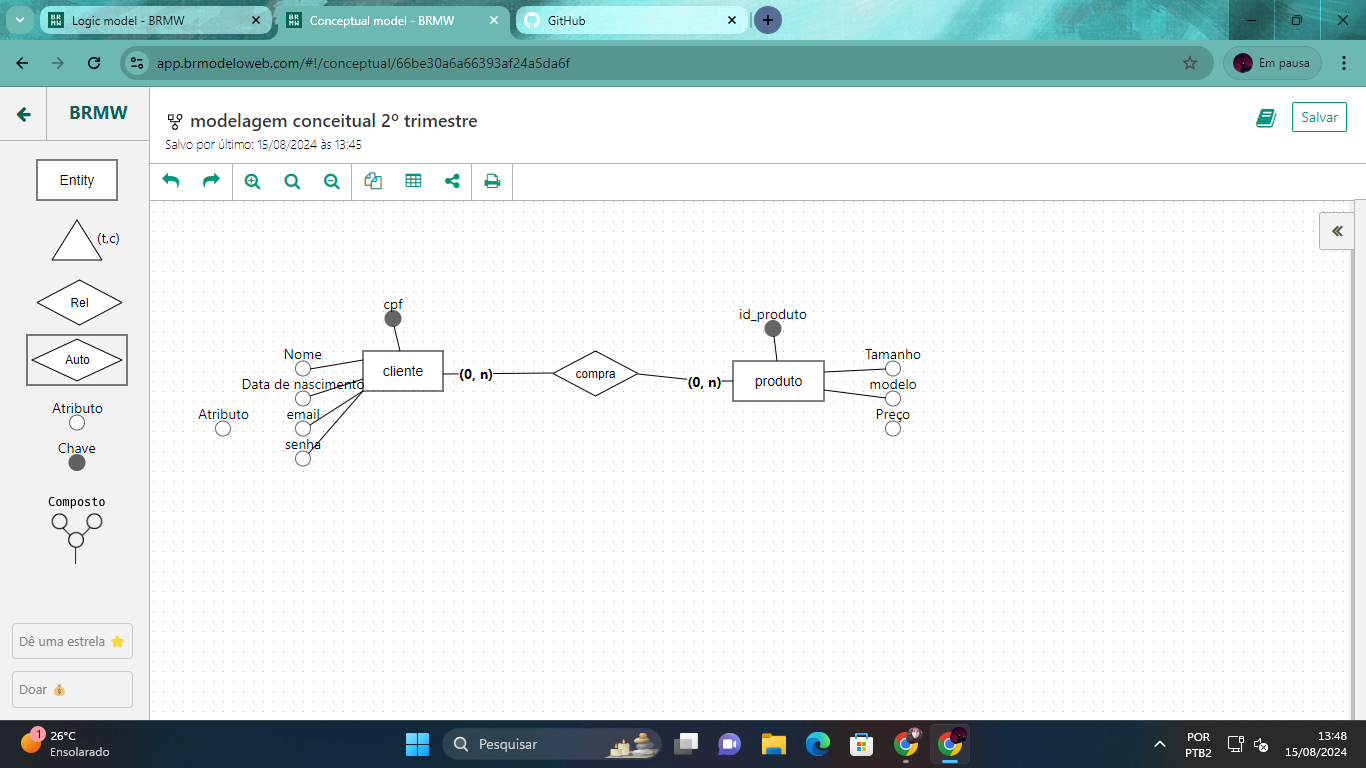 Logic model - BRMW
Conceptual model - BRMW
GitHub
app.brmodeloweb.com/#!/conceptual/66be30a6a66393af24a5da6f
Em pausa
BRMW
modelagem conceitual 2º trimestre
Salvo por último: 15/08/2024 às 13:45
Salvar
Entity
(t,c)
Rel
Auto
Atributo
Chave
Composto
Dê uma estrela
Doar
cpf
Nome
Data de nascimento
Atributo
email
senha
cliente
(0, n)
compra
(0, n)
id_produto
produto
Tamanho
modelo
Preço
1
26°C
Ensolarado
Pesquisar
POR
PTB2
13:48
15/08/2024